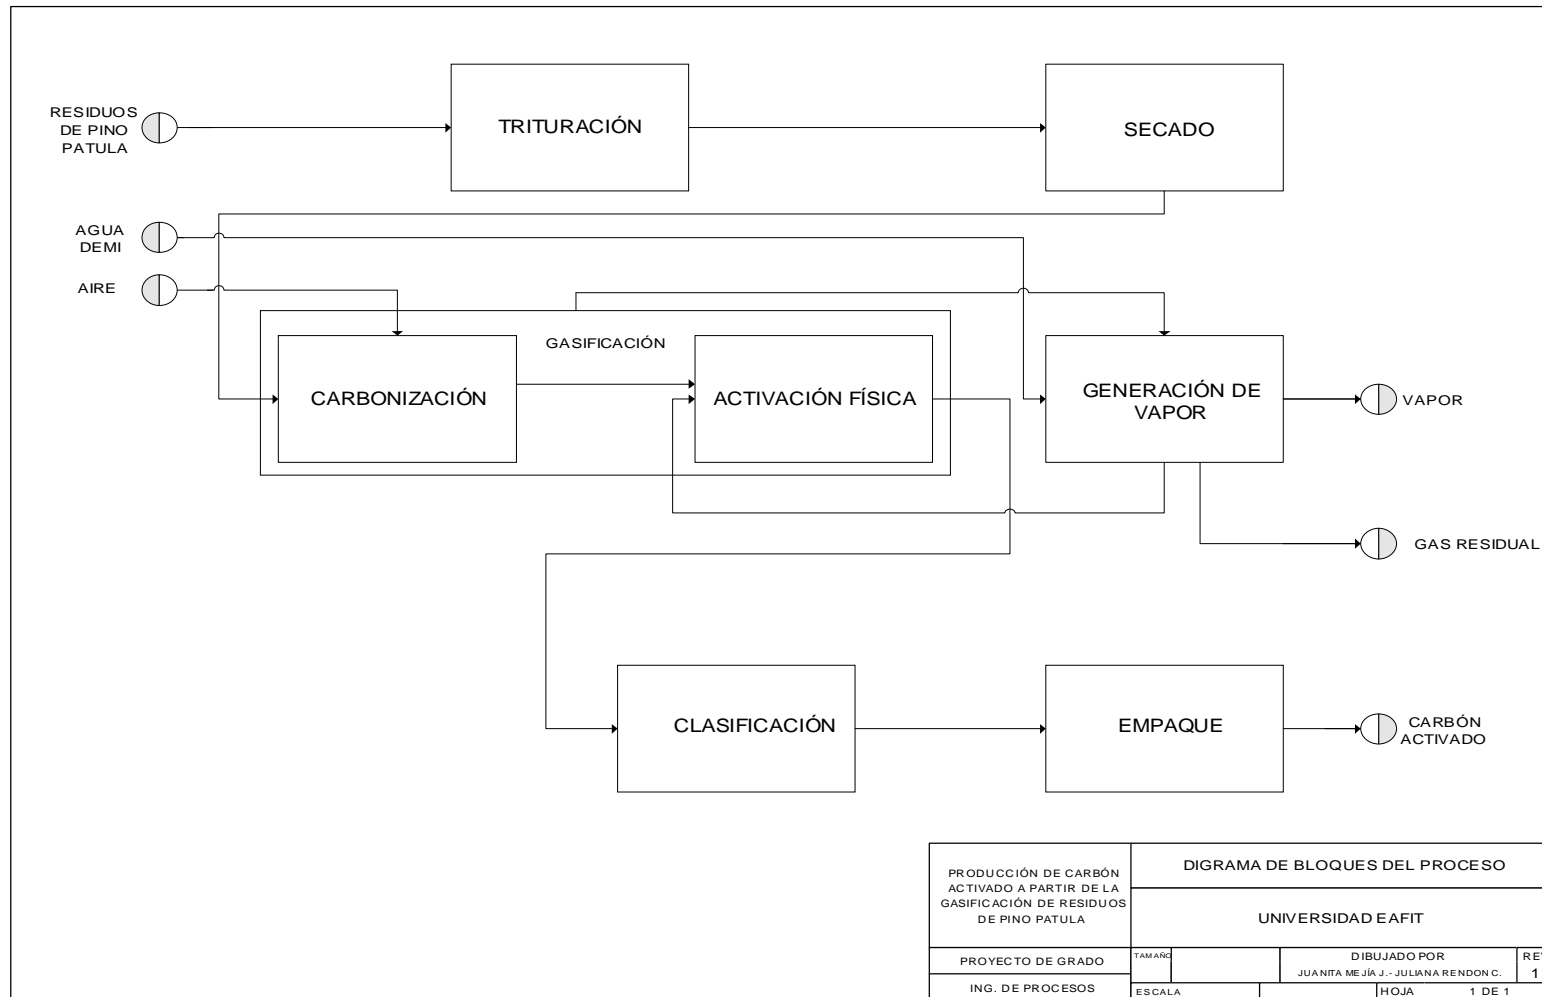 RESIDUOS
DE PINO
PATULA
TRITURACIÓN
SECADO
AGUA
DEMI
AIRE
GASIFICACIÓN
CARBONIZACIÓN
ACTIVACIÓN FÍSICA
GENERACIÓN DE
VAPOR
VAPOR
GAS RESIDUAL
CLASIFICACIÓN
EMPAQUE
CARBÓN
ACTIVADO
PRODUCCIÓN DE CARBÓN
ACTIVADO A PARTIR DE LA
GASIFICACIÓN DE RESIDUOS
DE PINO PATULA
DIGRAMA DE BLOQUES DEL PROCESO
UNIVERSIDAD EAFIT
PROYECTO DE GRADO
TAMAÑO
DIBUJADO POR
JUANITA MEJÍA J.- JULIANA RENDON C.
RE
1
ING. DE PROCESOS
ESCALA
HOJA 1 DE 1